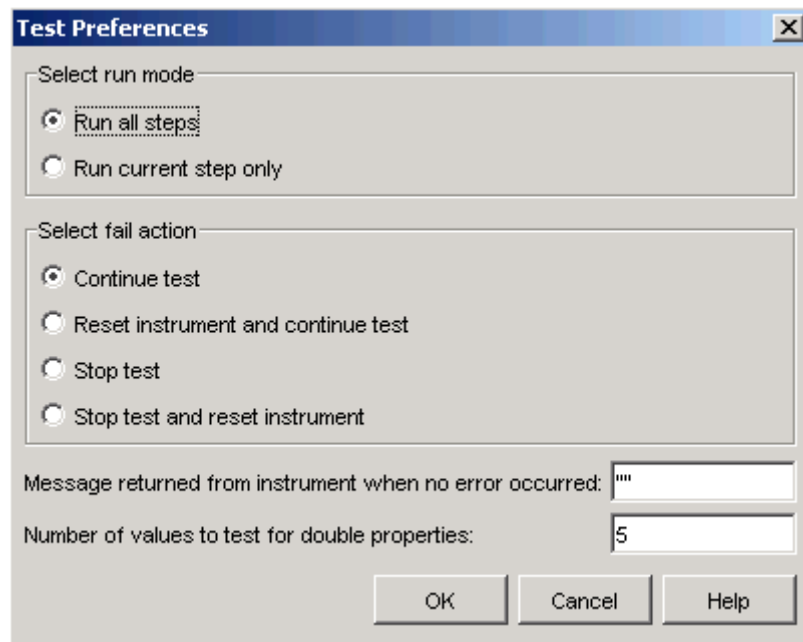 Test Preferences
Select run mode
Run all steps
Run current step only
Select fail action
Continue test
Reset instrument and continue test
Stop test
Stop test and reset instrument
Message returned from instrument when no error occurred: ""
Number of values to test for double properties: 5
OK Cancel Help